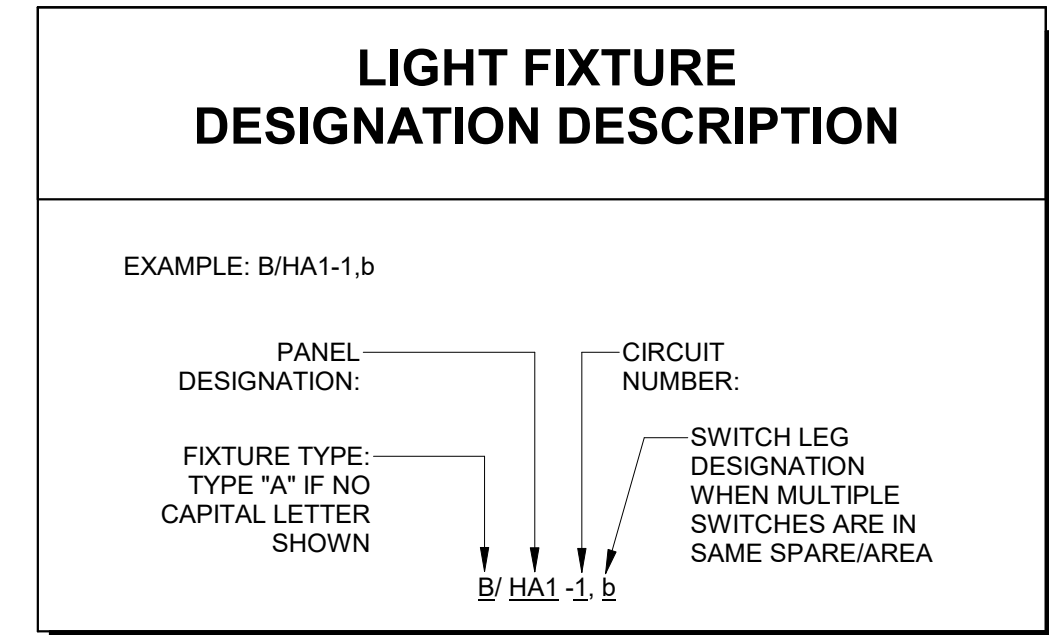 LIGHT FIXTURE
DESIGNATION DESCRIPTION
EXAMPLE: B/HA1-1,b
PANEL
DESIGNATION:
CIRCUIT
NUMBER:
FIXTURE TYPE:
TYPE "A" IF NO
CAPITAL LETTER
SHOWN
SWITCH LEG
DESIGNATION
WHEN MULTIPLE
SWITCHES ARE IN
SAME SPARE/AREA
B/ HA1 -1, b